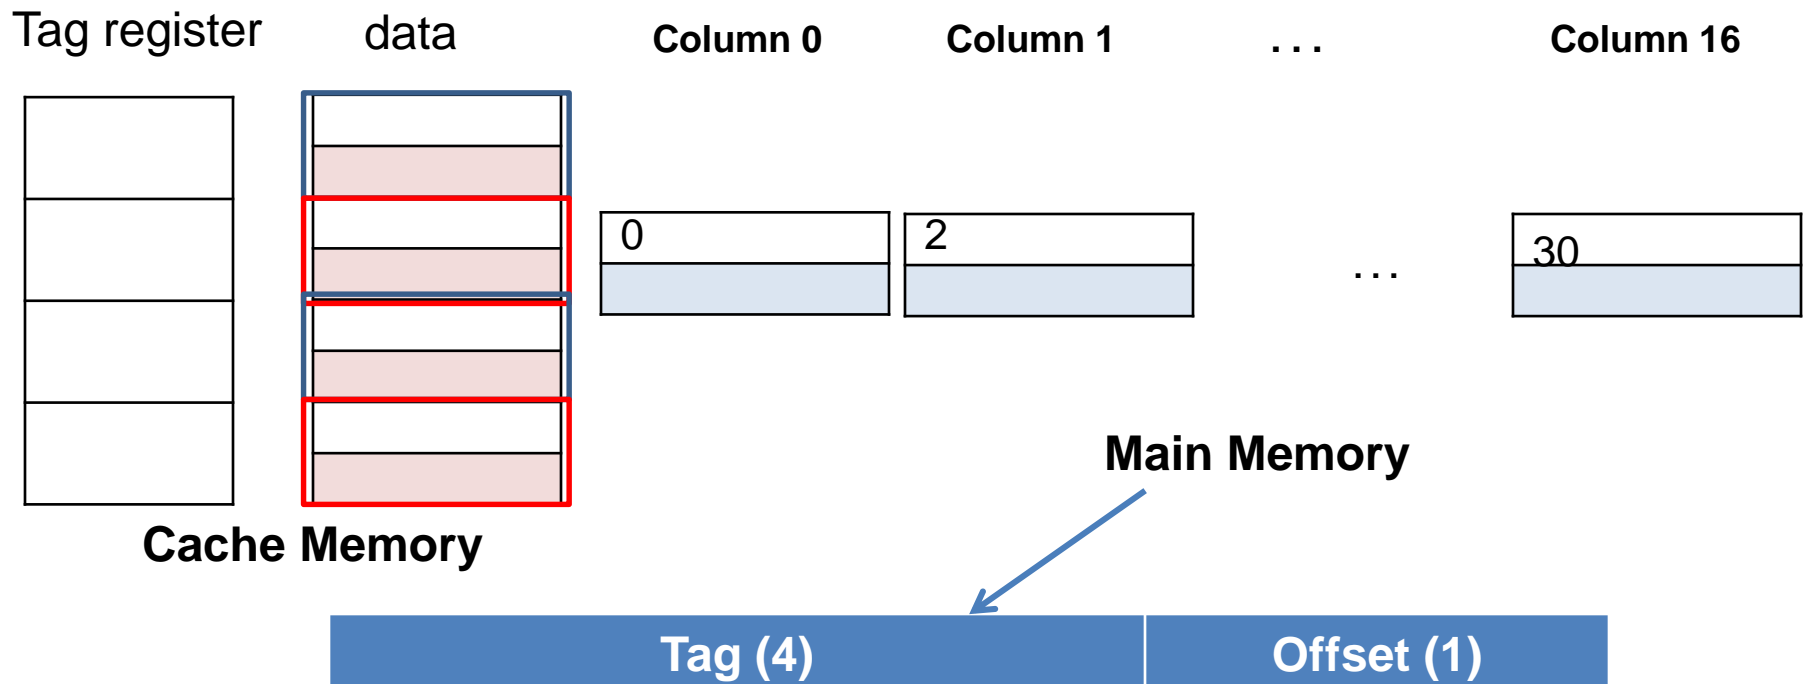 Tag register data Column 0 Column 1 ... Column 16
0 2 ... 30
Main Memory
Cache Memory
Tag (4) Offset (1)